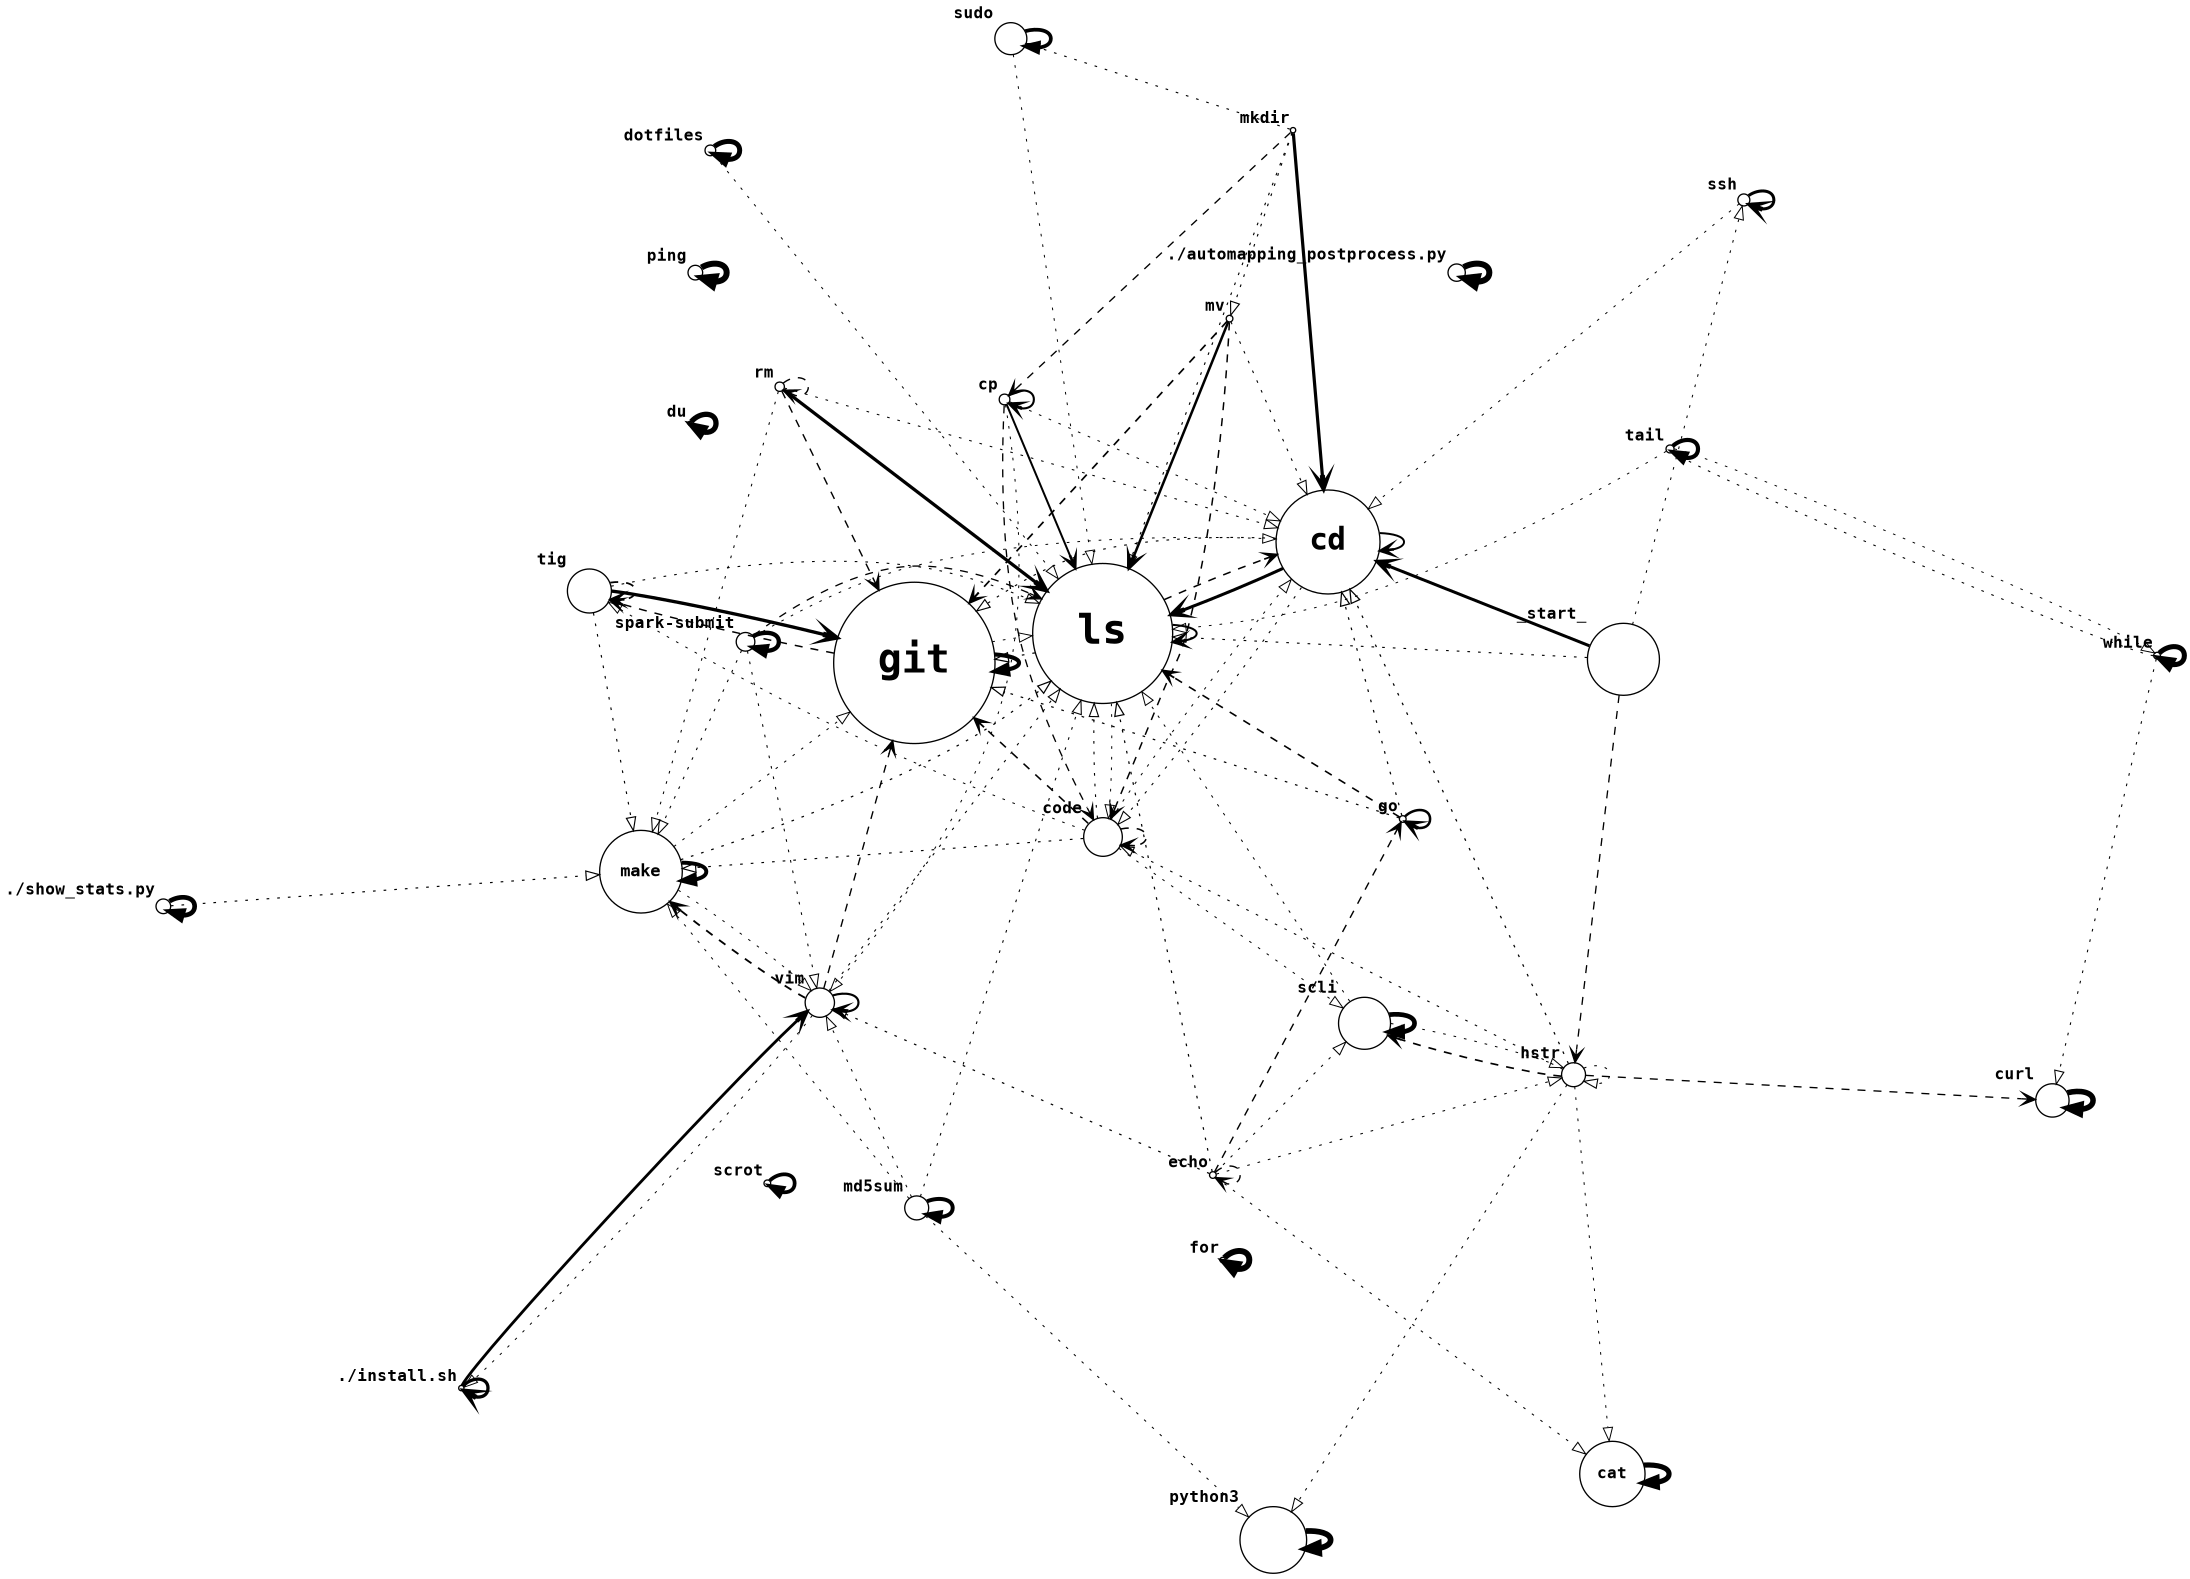 sudo
mkdir
dotfiles
ssh
ping
./automapping_postprocess.py
mv
rm
cp
du
tail
cd
tig
_start_
spark-submit
ls
git
while
code
go
make
./show_stats.py
vim
scli
hstr
curl
echo
scrot
md5sum
for
./install.sh
cat
python3